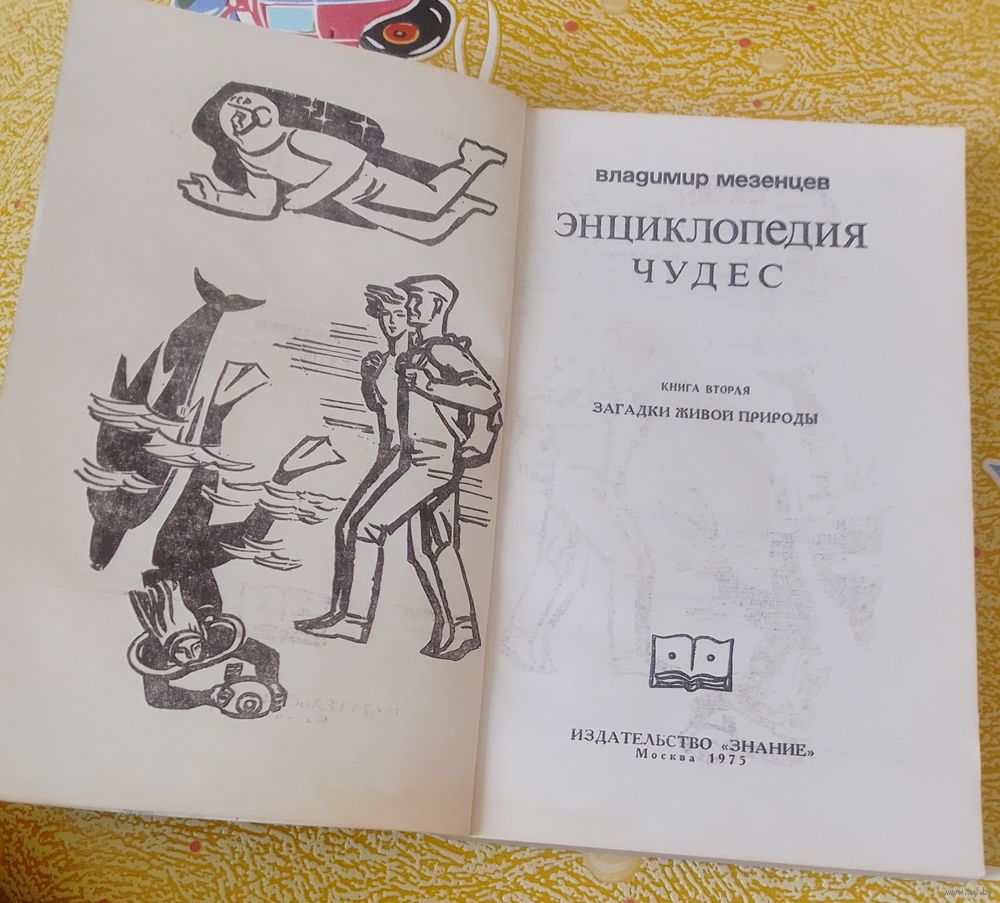 владимир мезенцев
ЭНЦИКЛОПЕДИЯ
ЧУДЕС
КНИГА ВТОРАЯ
ЗАГАДКИ ЖИВОЙ ПРИРОДЫ
ИЗДАТЕЛЬСТВО «ЗНАНИЕ»
Москва 1975